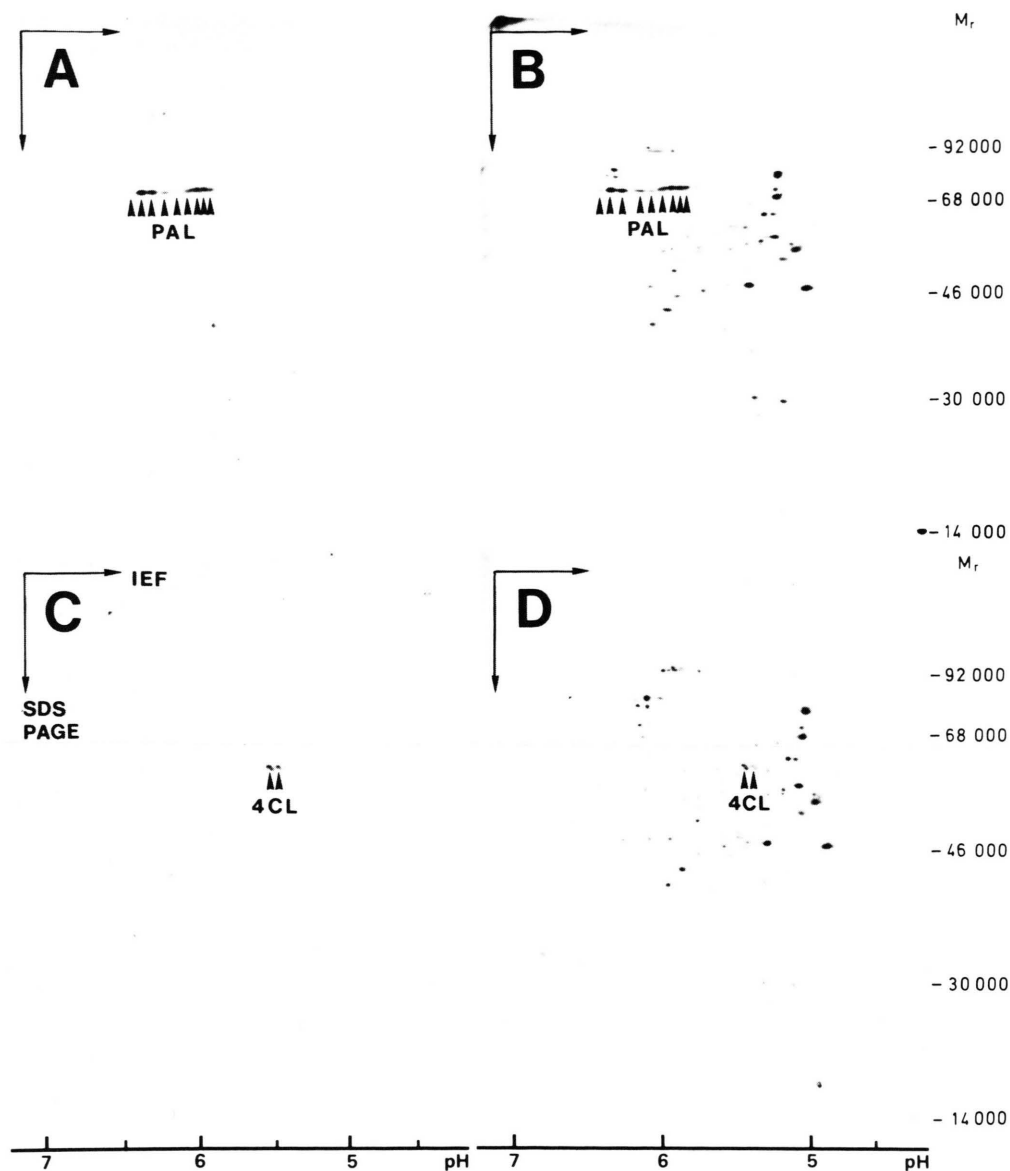 A
B
Mr
- 92 000
- 68 000
PAL
PAL
- 46 000
- 30 000
- 14 000
C
IEF
D
Mr
SDS
PAGE
- 92 000
- 68 000
4CL
4CL
- 46 000
- 30 000
- 14 000
7 6 5 pH 7 6 5 pH